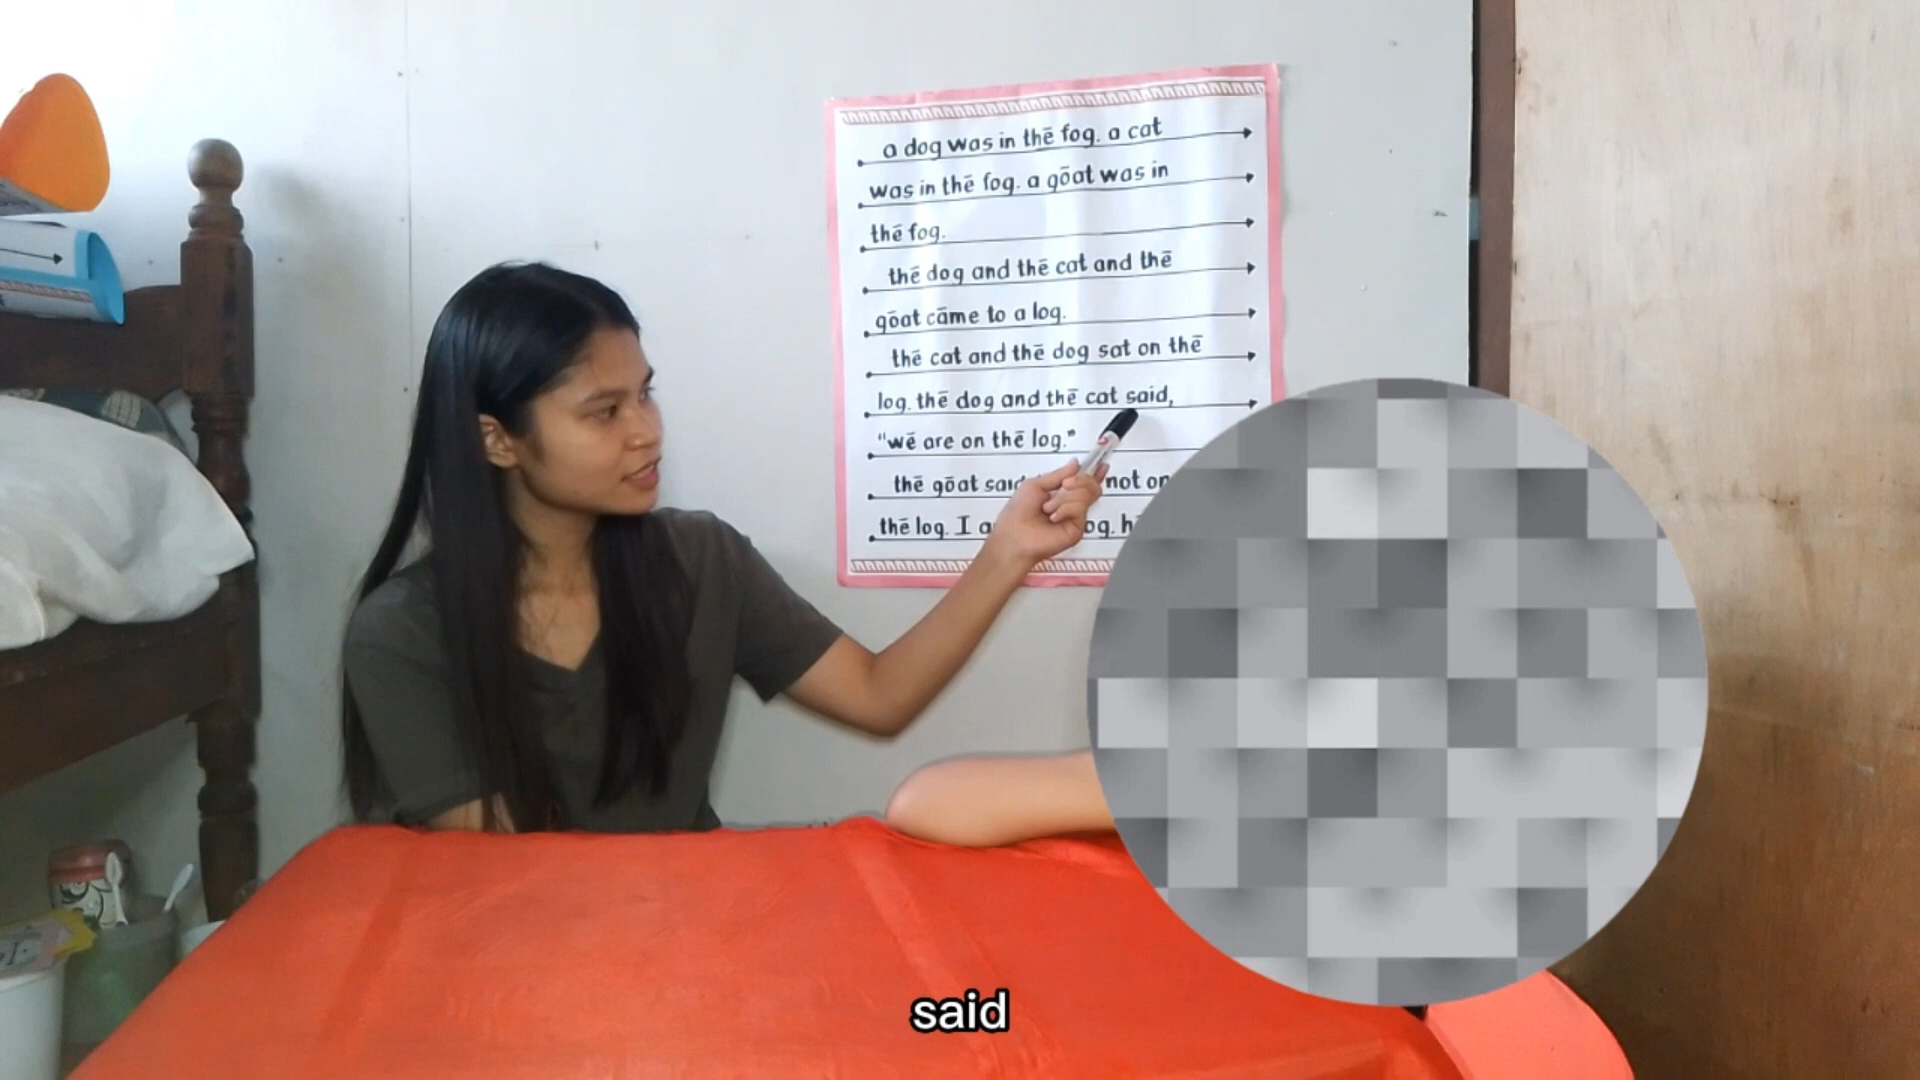 a dog was in thē fog. a cat
was in thē fog. a gōat was in
thē fog.
thē dog and thē cat and thē
gōat cāme to a log.
thē cat and thē dog sat on thē
log. thē dog and thē cat said,
"wē are on thē log."
thē gōat said not on
thē log. I
said